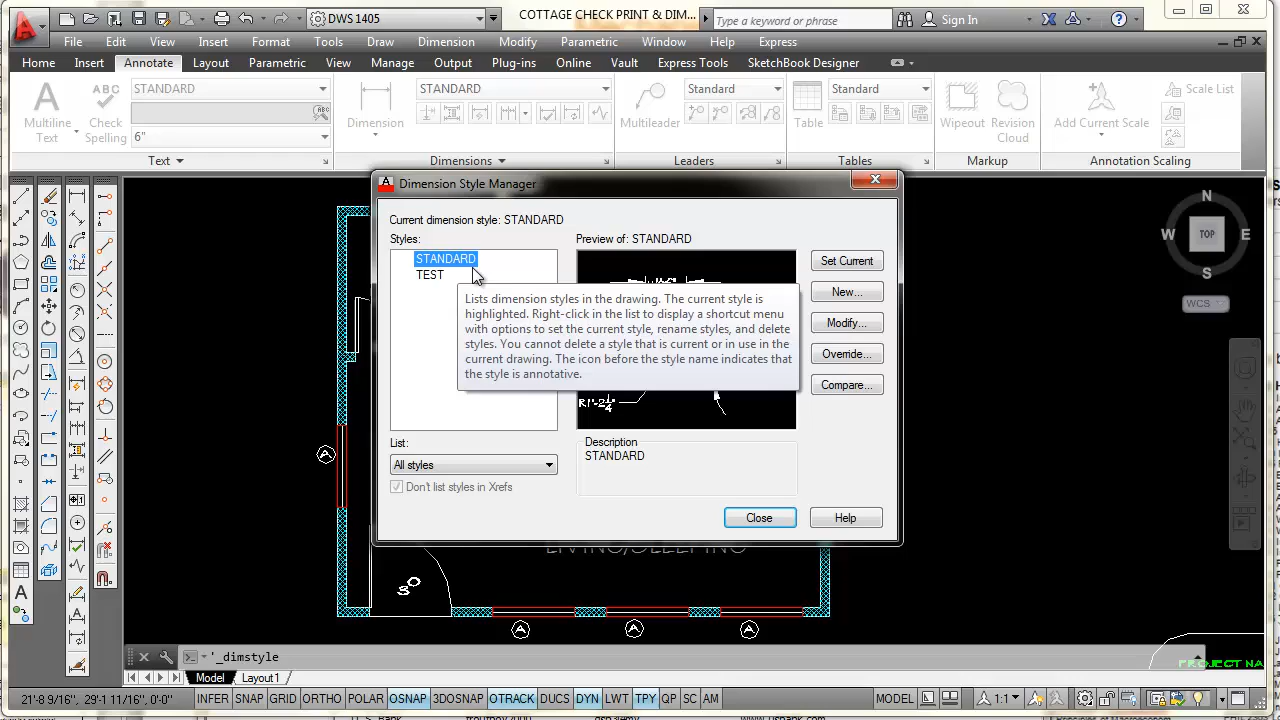 DWS 1405
COTTAGE CHECK PRINT & DIM...
Type a keyword or phrase
Sign In
File Edit View Insert Format Tools Draw Dimension Modify Parametric Window Help Express
Home Insert Annotate Layout Parametric View Manage Output Plug-ins Online Vault Express Tools SketchBook Designer
STANDARD
STANDARD
Standard
Standard
Scale List
Multiline Text
Check Spelling
6"
Dimension
Multileader
Table
Wipeout
Revision Cloud
Add Current Scale
Text
Dimensions
Leaders
Tables
Markup
Annotation Scaling
Dimension Style Manager
Current dimension style: STANDARD
Styles:
Preview of: STANDARD
STANDARD
TEST
Lists dimension styles in the drawing. The current style is
highlighted. Right-click in the list to display a shortcut menu
with options to set the current style, rename styles, and delete
styles. You cannot delete a style that is current or in use in the
current drawing. The icon before the style name indicates that
the style is annotative.
Set Current
New...
Modify...
Override...
Compare...
List:
All styles
Don't list styles in Xrefs
Description
STANDARD
Close
Help
N
W
TOP
E
S
WCS
A
LIVING/SLEEPING
A
A
A
PROJECT NA
'_dimstyle
Model Layout1
21'-8 9/16", 29'-1 11/16", 0'-0"
INFER SNAP GRID ORTHO POLAR OSNAP 3DOSNAP OTRACK DUCS DYN LWT TPY QP SC AM
MODEL
1:1